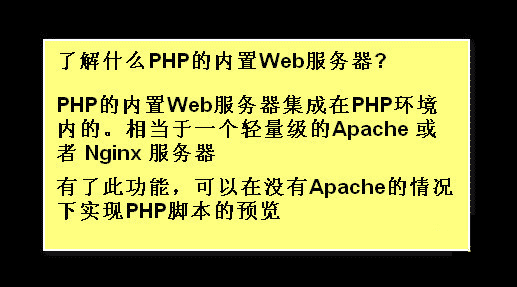 了解什么PHP的内置Web服务器？
PHP的内置Web服务器集成在PHP环境
内的。相当于一个轻量级的Apache 或
者 Nginx 服务器
有了此功能，可以在没有Apache的情况
下实现PHP脚本的预览